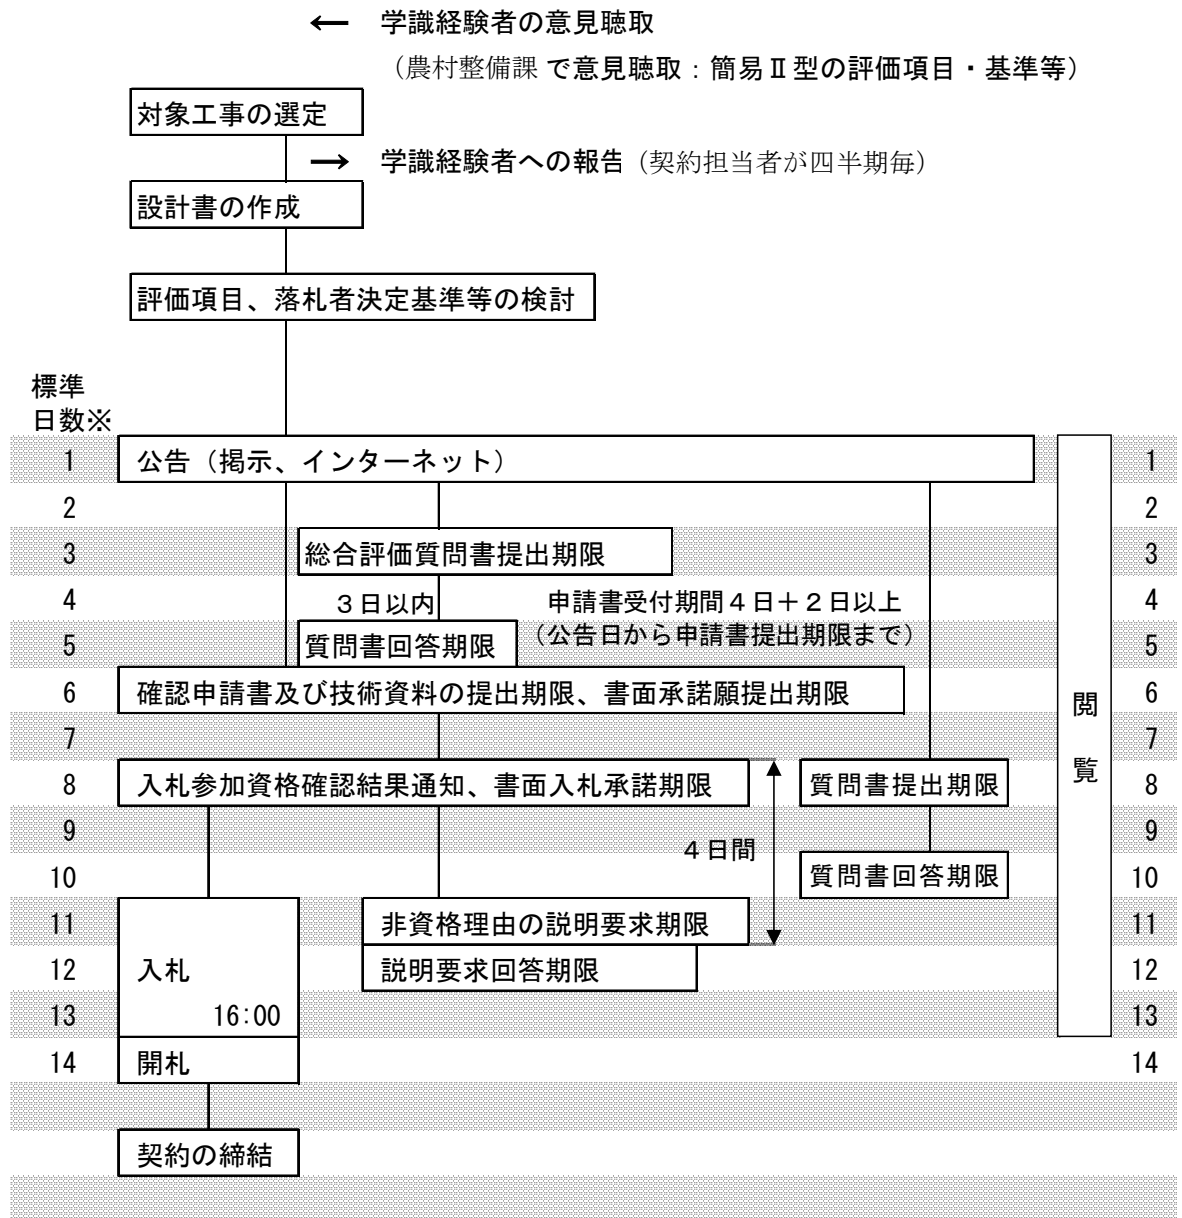 ← 学識経験者の意見聴取
（農村整備課で意見聴取：簡易Ⅱ型の評価項目・基準等）
対象工事の選定
→ 学識経験者への報告（契約担当者が四半期毎）
設計書の作成
評価項目、落札者決定基準等の検討
標準
日数※
1 公告（掲示、インターネット） 1
2 2
3 総合評価質問書提出期限 3
4 ３日以内 申請書受付期間４日＋２日以上 4
5 質問書回答期限 （公告日から申請書提出期限まで） 5
6 確認申請書及び技術資料の提出期限、書面承諾願提出期限 6
閲
7 7
覧
8 入札参加資格確認結果通知、書面入札承諾期限 質問書提出期限 8
9 9
４日間
10 質問書回答期限 10
11 非資格理由の説明要求期限 11
12 入札 説明要求回答期限 12
13 16:00 13
14 開札 14
契約の締結